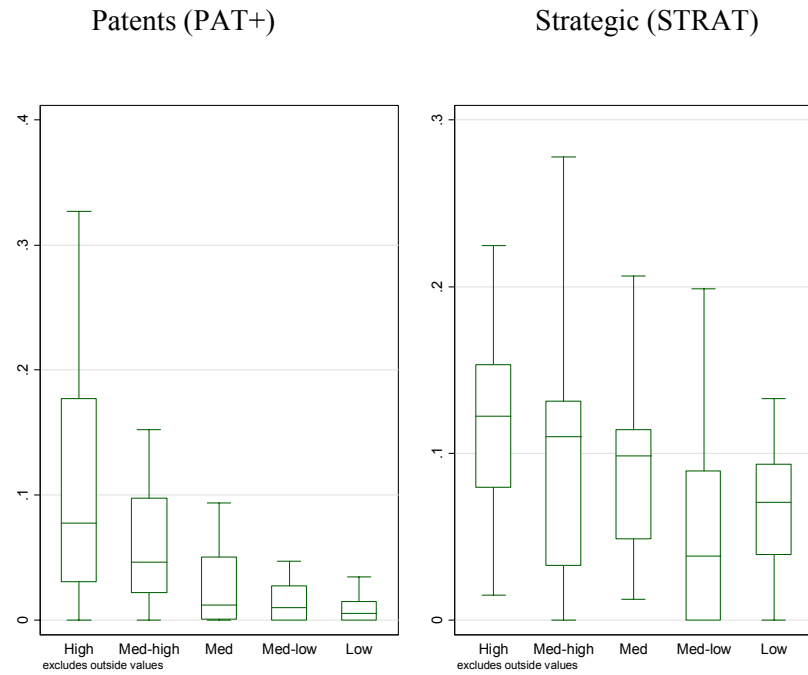 Patents (PAT+)
Strategic (STRAT)
.4
.3
.2
.1
0
High Med-high Med Med-low Low
excludes outside values
.3
.2
.1
0
High Med-high Med Med-low Low
excludes outside values